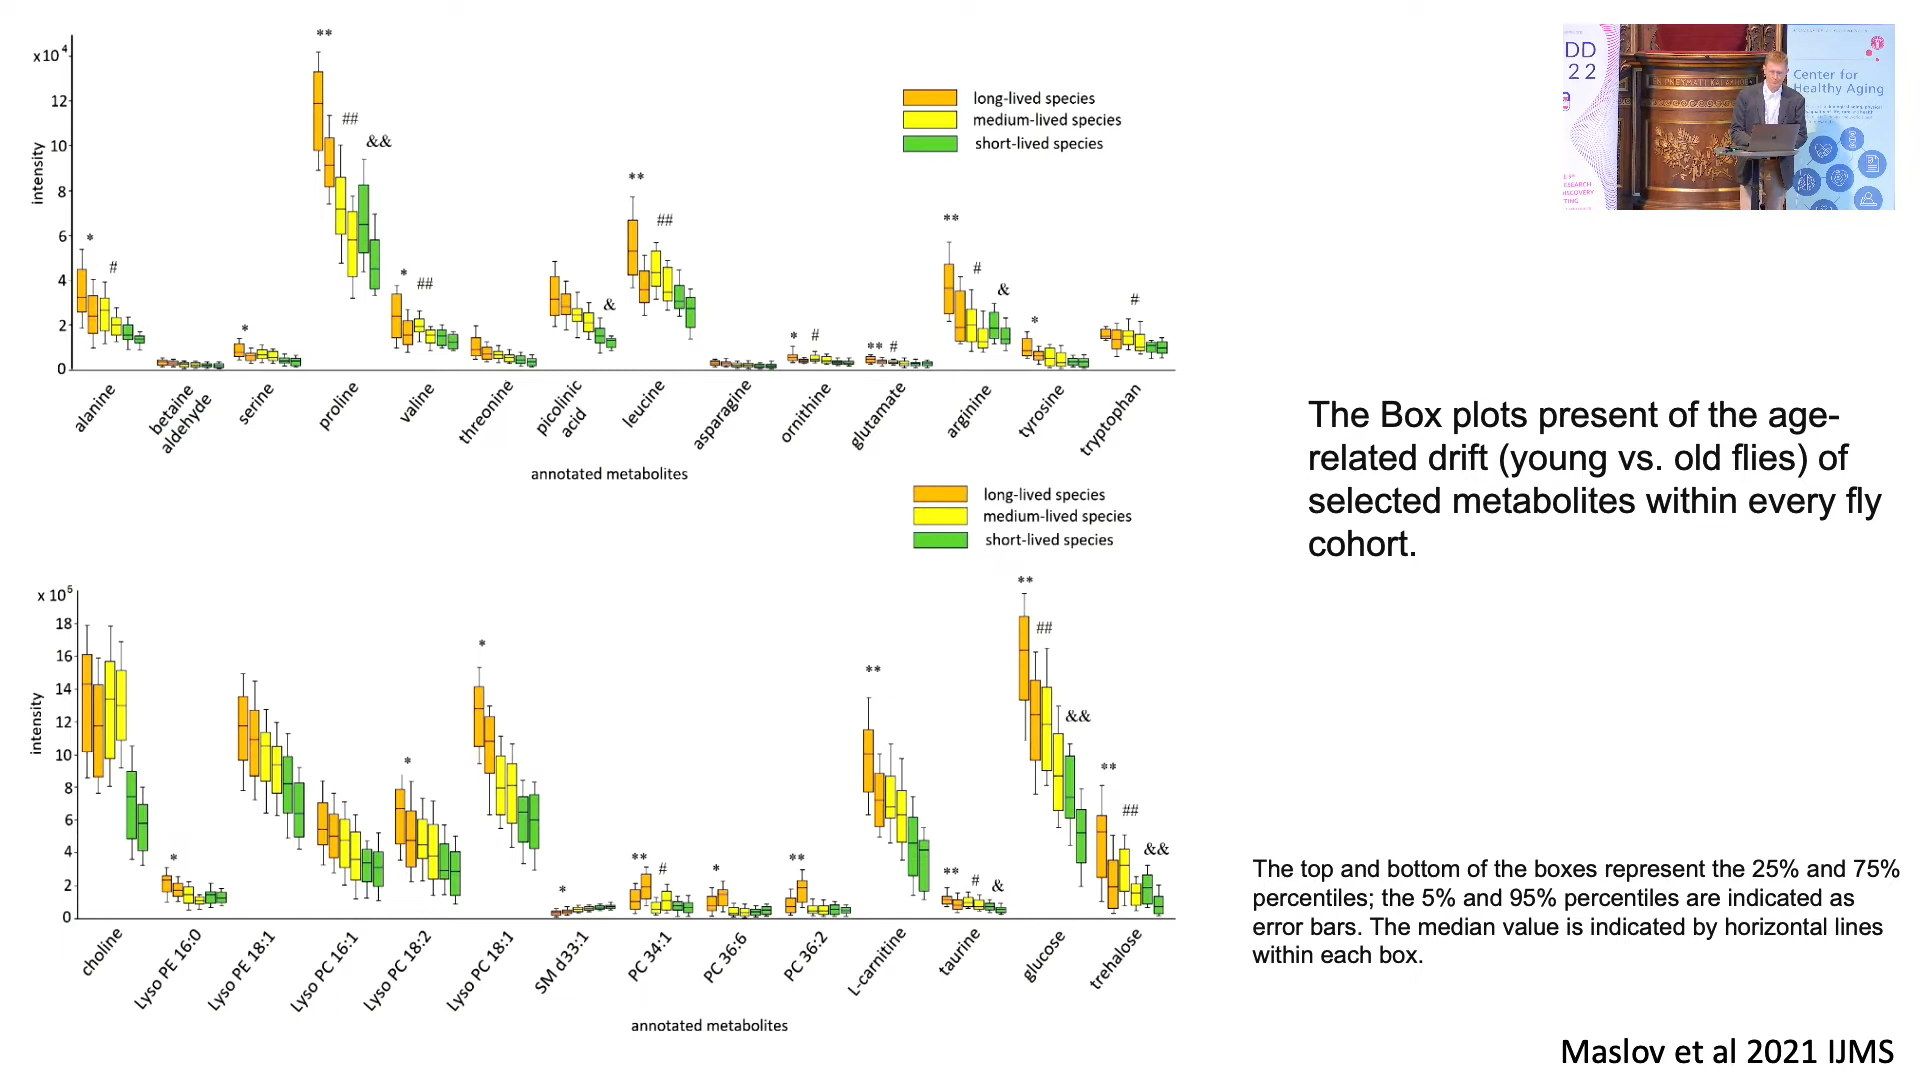 x10⁴
12
10
8
6
4
2
0
intensity
**
##
&&
*
#
*
*
##
&
**
##
*
#
**
#
**
#
&
*
#
long-lived species
medium-lived species
short-lived species
alanine
betaine
aldehyde
serine
proline
valine
threonine
picolinic
acid
leucine
asparagine
ornithine
glutamate
arginine
tyrosine
tryptophan
annotated metabolites
long-lived species
medium-lived species
short-lived species
x 10⁵
18
16
14
12
10
8
6
4
2
0
intensity
*
*
*
*
**
#
*
**
**
**
#
&
**
##
&&
**
##
&&
choline
Lyso PE 16:0
Lyso PE 18:1
Lyso PC 16:1
Lyso PC 18:2
Lyso PC 18:1
SM d33:1
PC 34:1
PC 36:6
PC 36:2
L-carnitine
taurine
glucose
trehalose
annotated metabolites
DD
22
Center for
Healthy Aging
The Box plots present of the age-
related drift (young vs. old flies) of
selected metabolites within every fly
cohort.
The top and bottom of the boxes represent the 25% and 75%
percentiles; the 5% and 95% percentiles are indicated as
error bars. The median value is indicated by horizontal lines
within each box.
Maslov et al 2021 IJMS